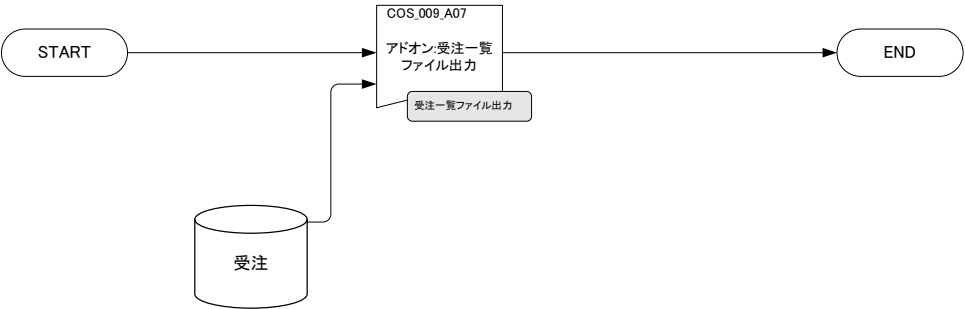 COS_009_A07
START
アドオン:受注一覧
ファイル出力
END
受注一覧ファイル出力
受注